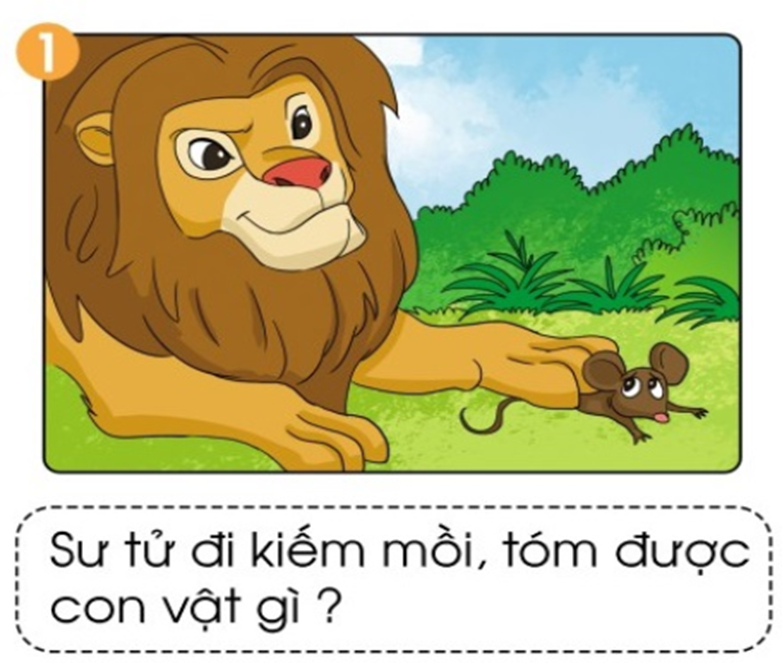 1
Sư tử đi kiếm mồi, tóm được
con vật gì ?